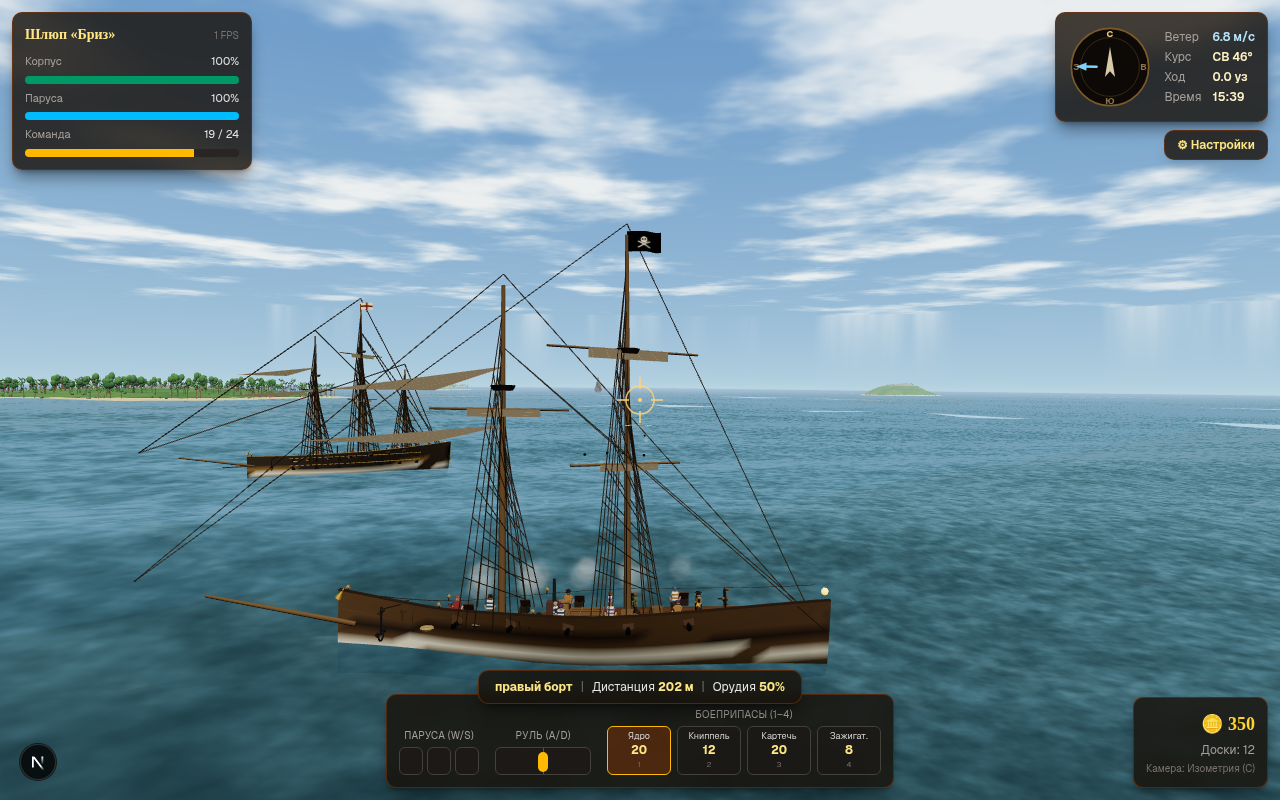 Шлюп «Бриз» 1 FPS
Корпус 100%
Паруса 100%
Команда 19 / 24
С
З В
Ю
Ветер 6.8 м/с
Курс СВ 46°
Ход 0.0 уз
Время 15:39
⚙ Настройки
правый борт | Дистанция 202 м | Орудия 50%
ПАРУСА (W/S)
РУЛЬ (A/D)
БОЕПРИПАСЫ (1–4)
Ядро
20
1
Книппель
12
2
Картечь
20
3
Зажигат.
8
4
N
350
Доски: 12
Камера: Изометрия (C)